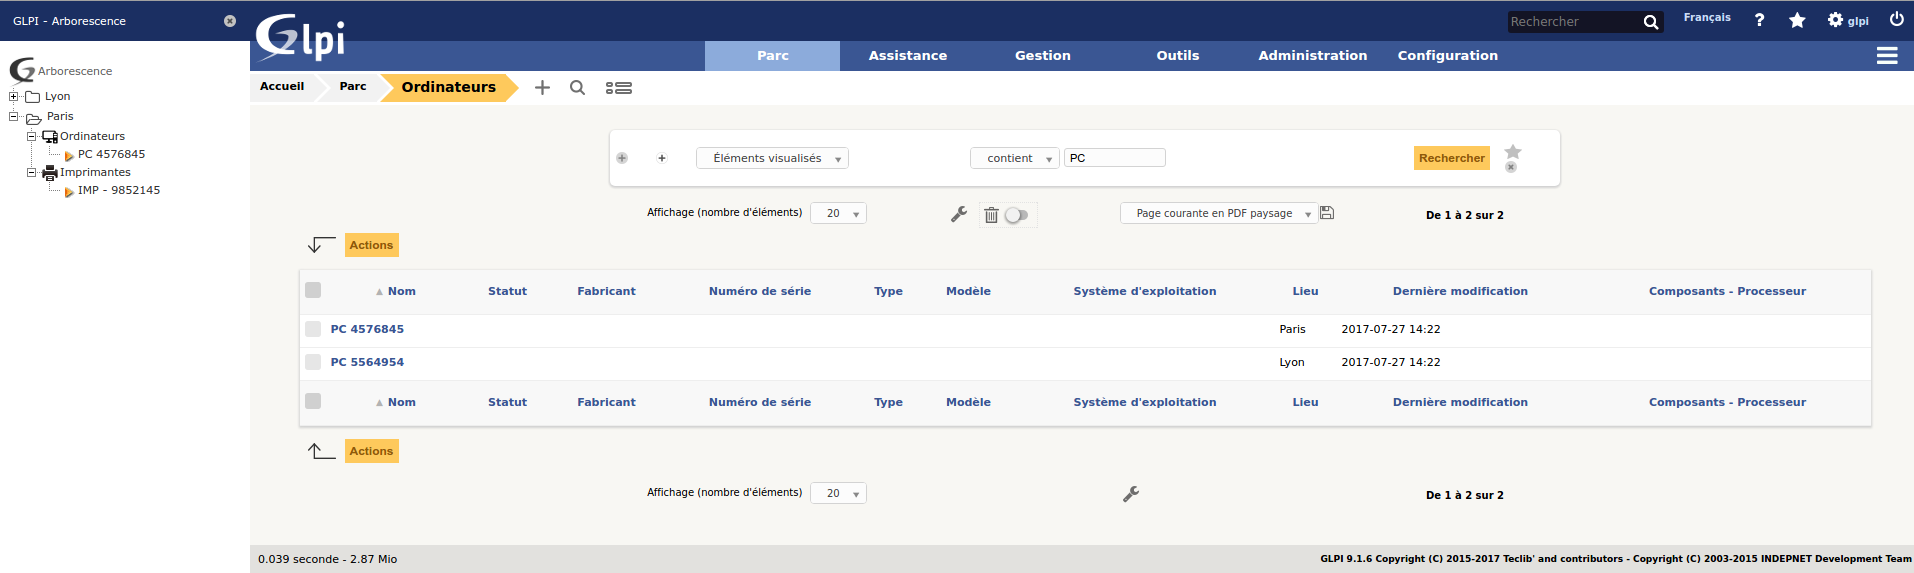 GLPI - Arborescence
Arborescence
Lyon
Paris
Ordinateurs
PC 4576845
Imprimantes
IMP - 9852145
Glpi
Rechercher
Français
?
glpi
Parc Assistance Gestion Outils Administration Configuration
Accueil Parc Ordinateurs
Éléments visualisés contient PC Rechercher
Affichage (nombre d'éléments) 20 Page courante en PDF paysage De 1 à 2 sur 2
Actions
Nom Statut Fabricant Numéro de série Type Modèle Système d'exploitation Lieu Dernière modification Composants - Processeur
PC 4576845 Paris 2017-07-27 14:22
PC 5564954 Lyon 2017-07-27 14:22
Nom Statut Fabricant Numéro de série Type Modèle Système d'exploitation Lieu Dernière modification Composants - Processeur
Actions
Affichage (nombre d'éléments) 20 De 1 à 2 sur 2
0.039 seconde - 2.87 Mio
GLPI 9.1.6 Copyright (C) 2015-2017 Teclib' and contributors - Copyright (C) 2003-2015 INDEPNET Development Team